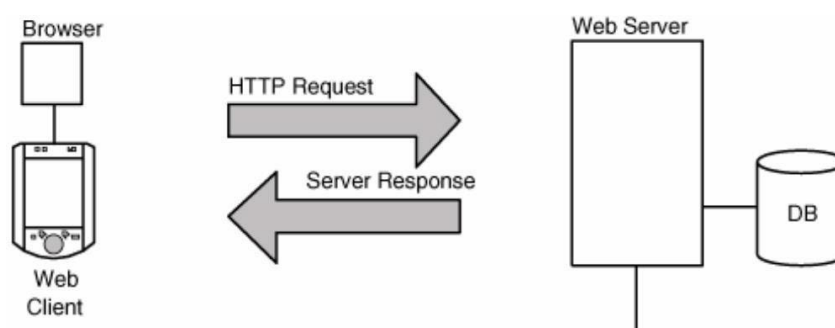 Browser
Web Server
HTTP Request
Server Response
DB
Web
Client